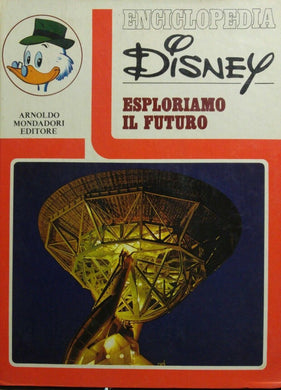 ENCICLOPEDIA
DISNEY
ESPLORIAMO
IL FUTURO
ARNOLDO
MONDADORI
EDITORE